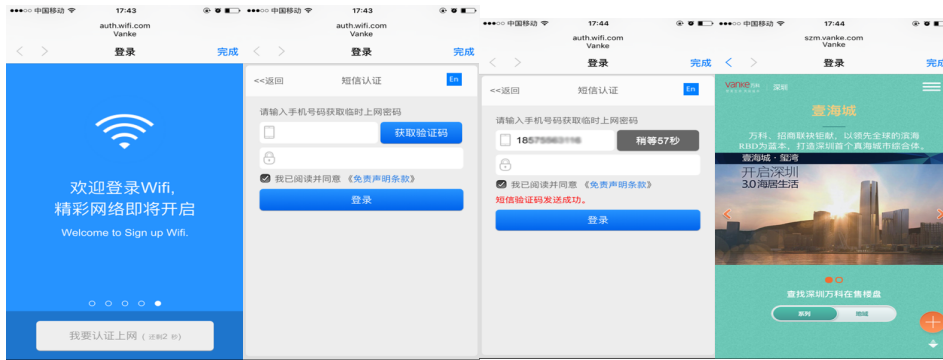 中国移动 17:43
auth.wifi.com
Vanke
登录 完成
欢迎登录Wifi,
精彩网络即将开启
Welcome to Sign up Wifi.
我要认证上网 ( 还剩2 秒)
中国移动 17:43
auth.wifi.com
Vanke
登录 完成
<<返回 短信认证 En
请输入手机号码获取临时上网密码
获取验证码
我已阅读并同意 《免责声明条款》
登录
中国移动 17:44
auth.wifi.com
Vanke
登录 完成
<<返回 短信认证 En
请输入手机号码获取临时上网密码
稍等57秒
我已阅读并同意 《免责声明条款》
短信验证码发送成功。
登录
中国移动 17:44
szm.vanke.com
Vanke
登录 完成
vanke 深圳
壹海城
万科、招商联袂钜献，以领先全球的滨海
RBD为蓝本，打造深圳首个真海城市综合体。
壹海城·玺湾
开启深圳
3.0海居生活
查找深圳万科在售楼盘
系列